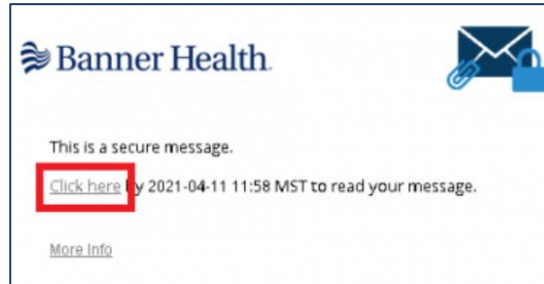 Banner Health.
This is a secure message.
Click here by 2021-04-11 11:58 MST to read your message.
More Info